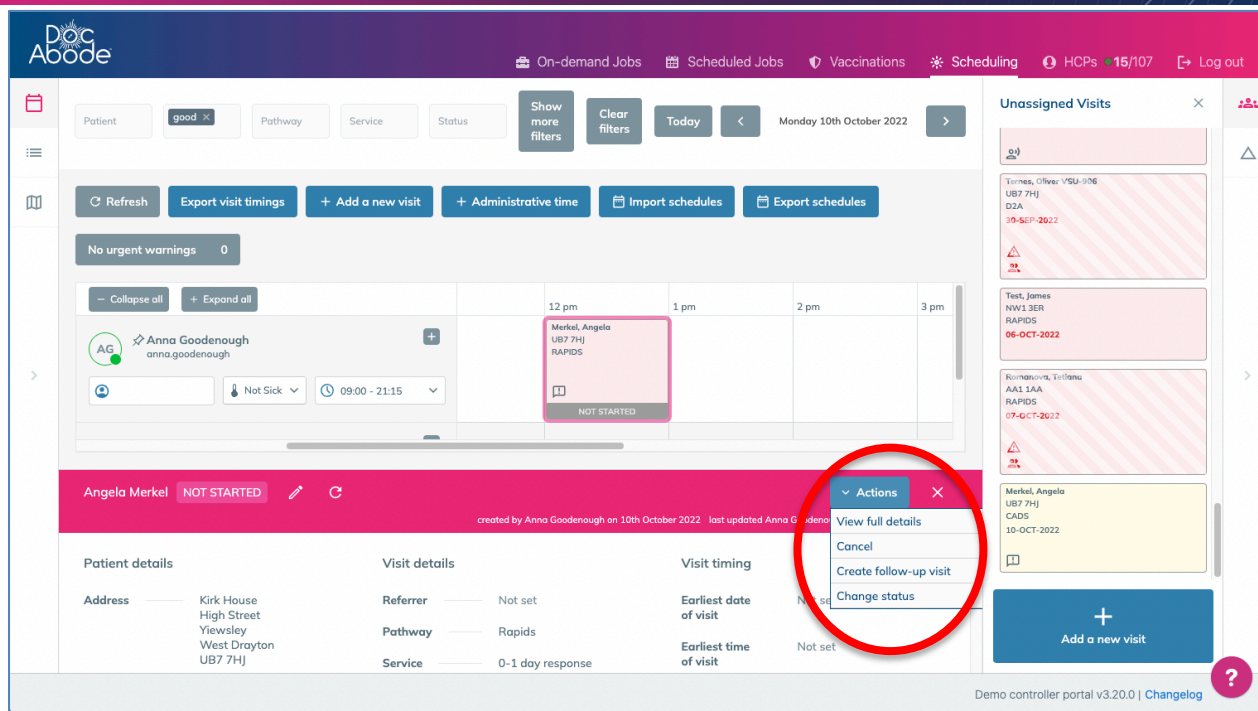 Doc
Abode
On-demand Jobs
Scheduled Jobs
Vaccinations
Scheduling
HCPs 15/107
Log out
Patient
good ×
Pathway
Service
Status
Show
more
filters
Clear
filters
Today
<
Monday 10th October 2022
>
Unassigned Visits
Refresh
Export visit timings
+ Add a new visit
+ Administrative time
Import schedules
Export schedules
No urgent warnings 0
− Collapse all
+ Expand all
12 pm
1 pm
2 pm
3 pm
AG
Anna Goodenough
anna.goodenough
+
Not Sick
09:00 - 21:15
Merkel, Angela
UB7 7HJ
RAPIDS
NOT STARTED
Ternes, Oliver VSU-906
UB7 7HJ
D2A
30-SEP-2022
Test, James
NW1 3ER
RAPIDS
06-OCT-2022
Romanova, Tetiana
AA1 1AA
RAPIDS
07-OCT-2022
Merkel, Angela
UB7 7HJ
CADS
10-OCT-2022
+
Add a new visit
Angela Merkel NOT STARTED
Actions
created by Anna Goodenough on 10th October 2022 last updated Anna
View full details
Cancel
Create follow-up visit
Change status
Patient details
Address
Kirk House
High Street
Yiewsley
West Drayton
UB7 7HJ
Visit details
Referrer Not set
Pathway Rapids
Service 0-1 day response
Visit timing
Earliest date
of visit
Earliest time
of visit
Not set
?
Demo controller portal v3.20.0 | Changelog